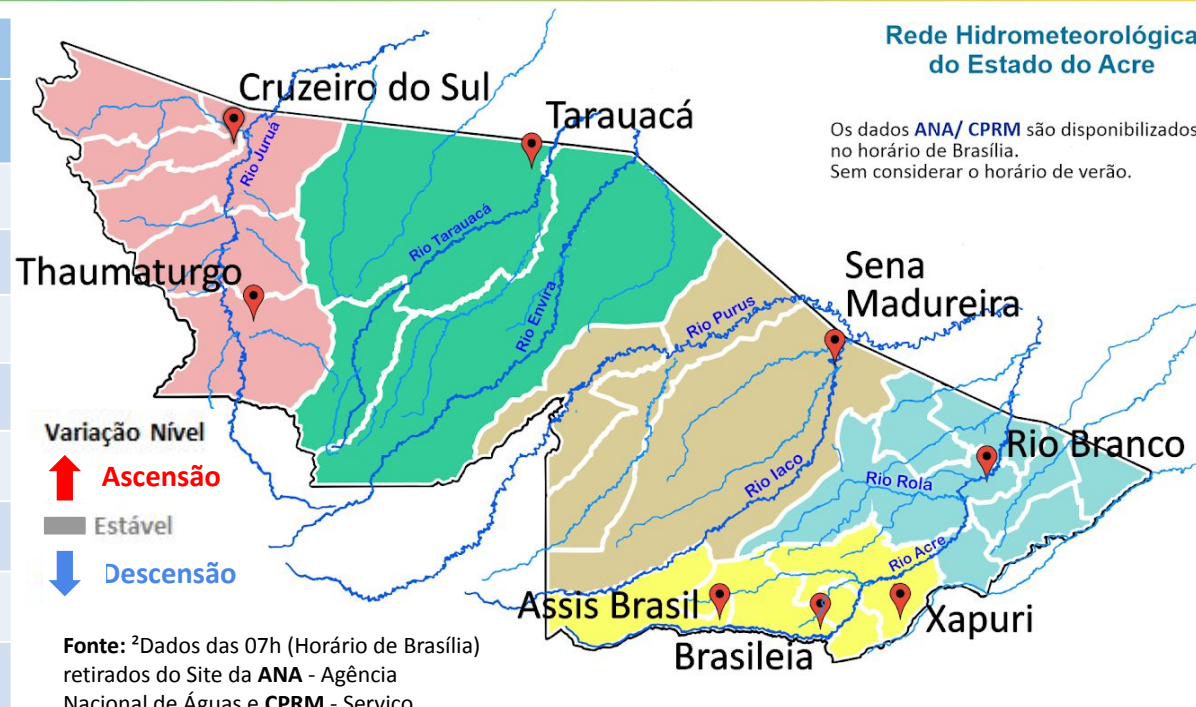 Rede Hidrometeorológica
do Estado do Acre
Os dados ANA/ CPRM são disponibilizados
no horário de Brasília.
Sem considerar o horário de verão.
Cruzeiro do Sul
Tarauacá
Rio Juruá
Rio Tarauacá
Thaumaturgo
Sena
Madureira
Rio Envira
Rio Purus
Variação Nível
Ascensão
Estável
Descensão
Rio Branco
Rio Iaco
Rio Rola
Rio Acre
Assis Brasil
Xapuri
Brasileia
Fonte: ²Dados das 07h (Horário de Brasília)
retirados do Site da ANA - Agência
Nacional de Águas e CPRM - Serviço